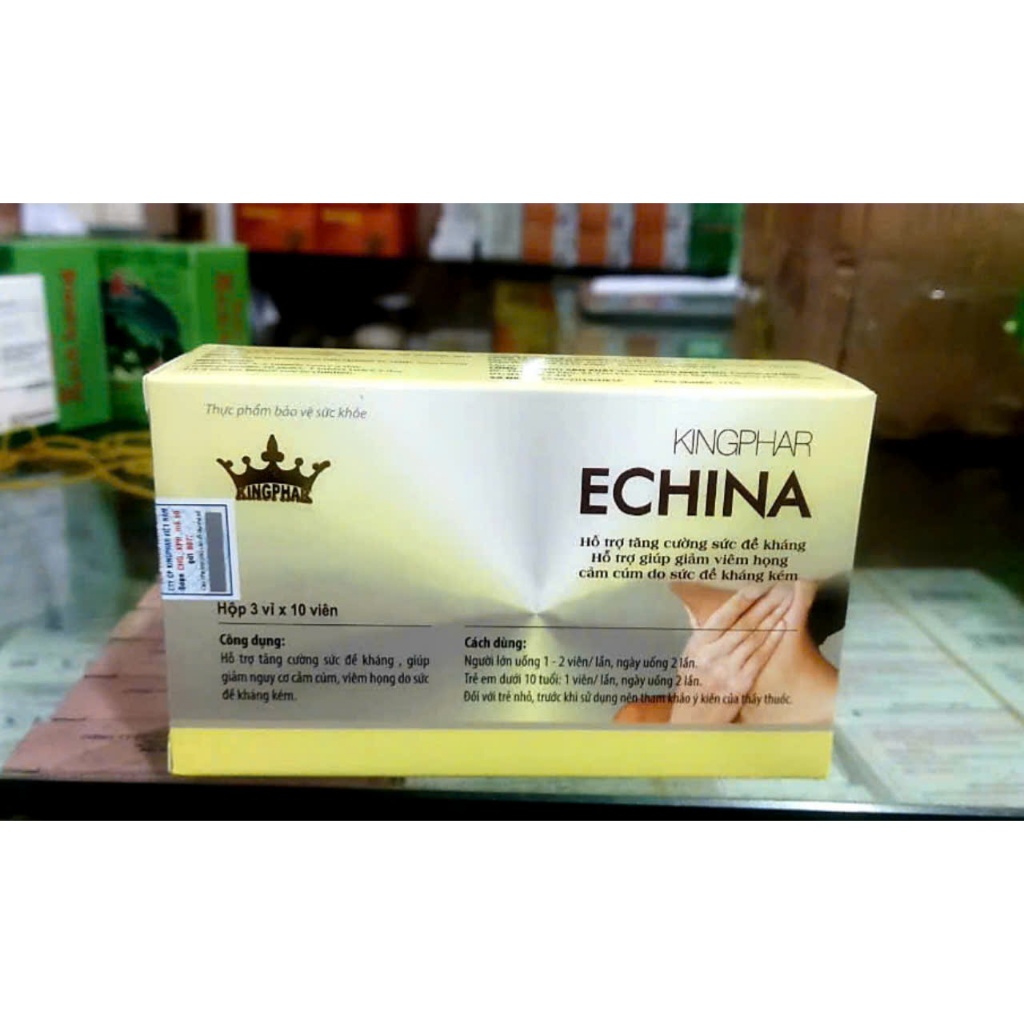 Thực phẩm bảo vệ sức khỏe
KINGPHAR
KINGPHAR
ECHINA
Hỗ trợ tăng cường sức đề kháng
Hỗ trợ giúp giảm viêm họng
cảm cúm do sức đề kháng kém
CTY CP KINGPHAR VIỆT NAM
Hộp 3 vỉ x 10 viên
Công dụng:
Hỗ trợ tăng cường sức đề kháng , giúp
giảm nguy cơ cảm cúm, viêm họng do sức
đề kháng kém.
Cách dùng:
Người lớn uống 1 - 2 viên/ lần, ngày uống 2 lần.
Trẻ em dưới 10 tuổi: 1 viên/ lần, ngày uống 2 lần.
Đối với trẻ nhỏ, trước khi sử dụng nên tham khảo ý kiến của thầy thuốc.